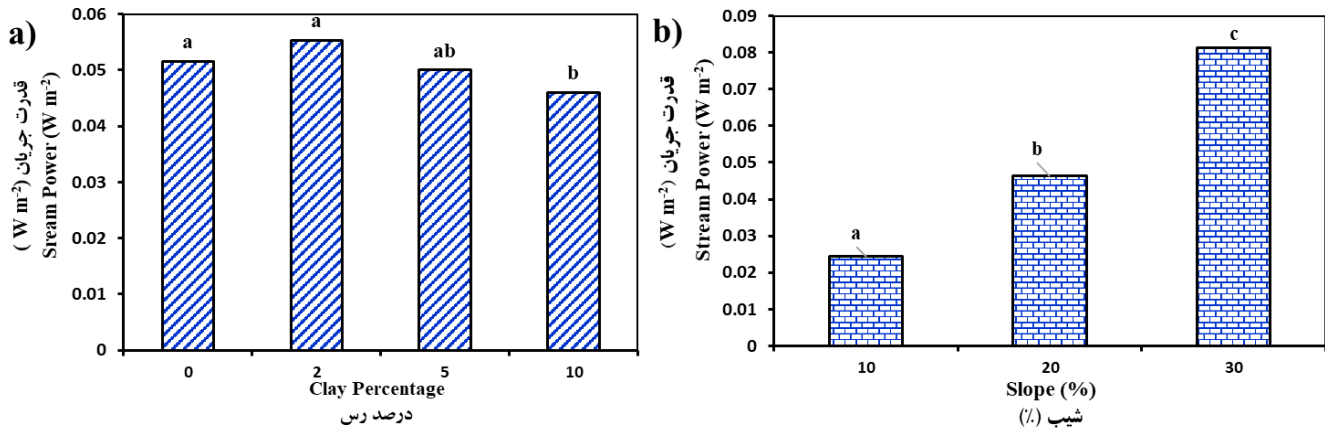 a)
قدرت جریان (W m-2 )
Sream Power (W m-2)
0.06
0.05
0.04
0.03
0.02
0.01
0
a
a
ab
b
0 2 5 10
Clay Percentage
درصد رس
b)
قدرت جریان (W m-2)
Stream Power (W m-2)
0.09
0.08
0.07
0.06
0.05
0.04
0.03
0.02
0.01
0
a
b
c
10 20 30
Slope (%)
شیب (٪)